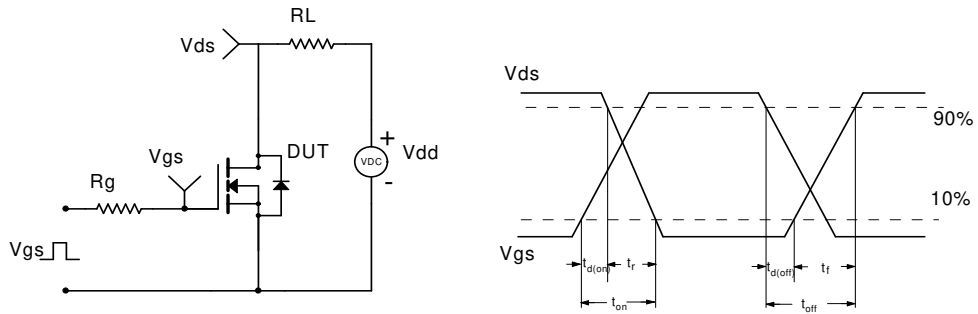 RL
Vds
Vgs
DUT
+
VDC
Vdd
-
Rg
Vgs
Vds
90%
10%
Vgs
td(on)
tr
td(off)
tf
ton
toff